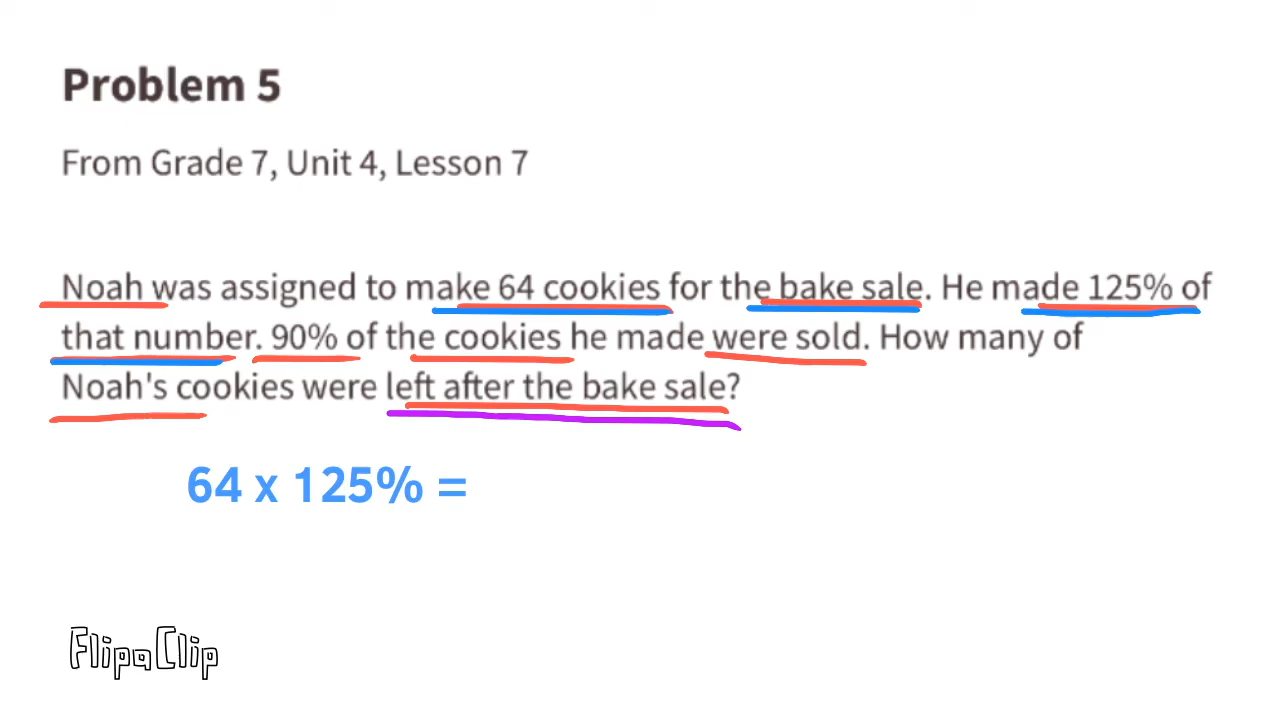 Problem 5
From Grade 7, Unit 4, Lesson 7
Noah was assigned to make 64 cookies for the bake sale. He made 125% of
that number. 90% of the cookies he made were sold. How many of
Noah's cookies were left after the bake sale?
64 x 125% =
FlipaClip